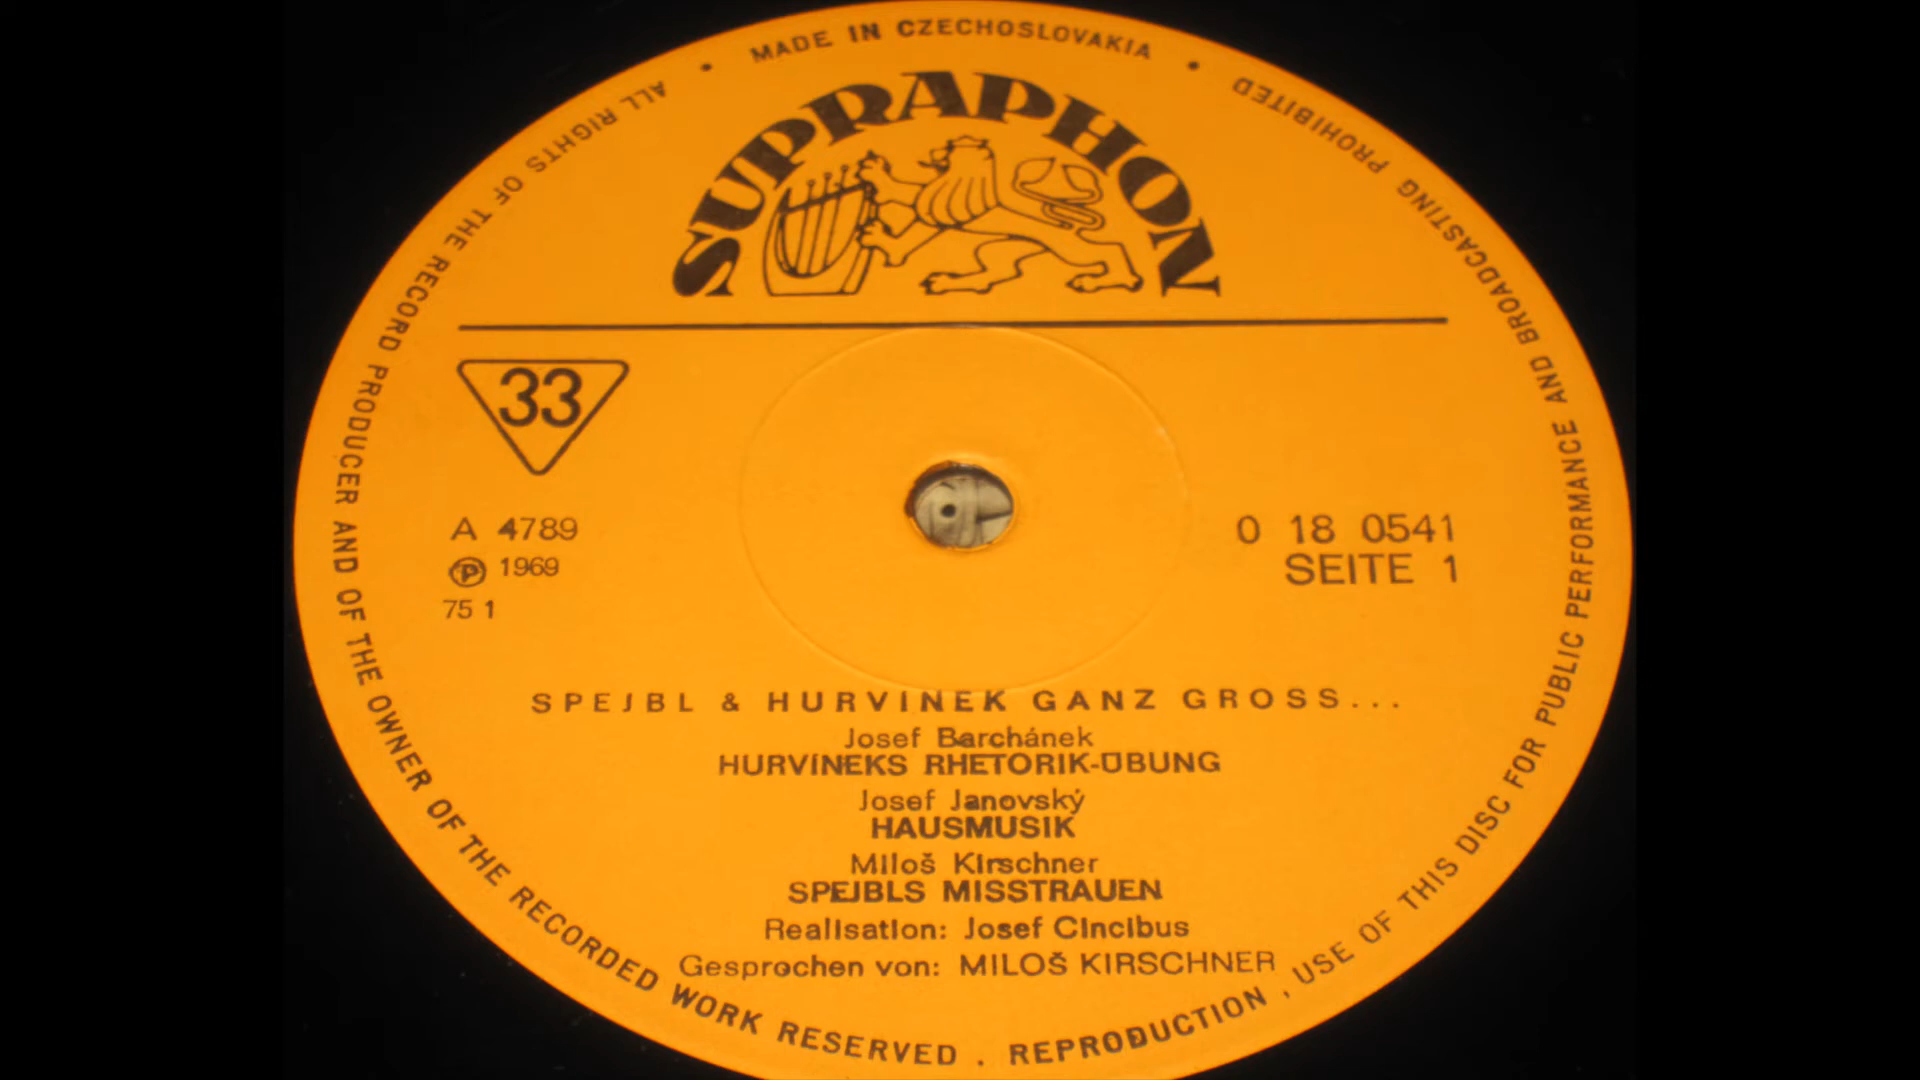 ALL RIGHTS OF THE RECORD PRODUCER AND OF THE OWNER OF THE RECORDED WORK RESERVED . REPRODUCTION , USE OF THIS DISC FOR PUBLIC PERFORMANCE AND BROADCASTING PROHIBITED
• MADE IN CZECHOSLOVAKIA •
SUPRAPHON
33
A 4789
Ⓟ 1969
75 1
0 18 0541
SEITE 1
SPEJBL & HURVÍNEK GANZ GROSS...
Josef Barchánek
HURVÍNEKS RHETORIK-ÜBUNG
Josef Janovský
HAUSMUSIK
Miloš Kirschner
SPEJBLS MISSTRAUEN
Realisation: Josef Cincibus
Gesprochen von: MILOŠ KIRSCHNER